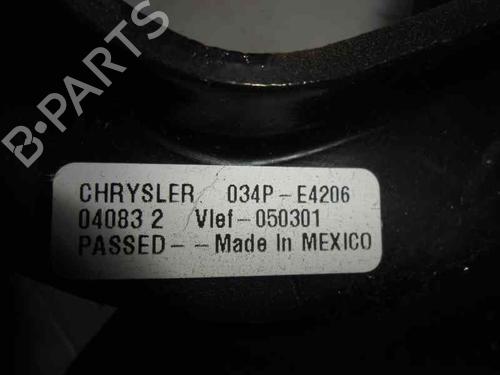 B-PARTS
CHRYSLER 034P-E4206
04083 2 Vlef-050301
PASSED--Made In MEXICO